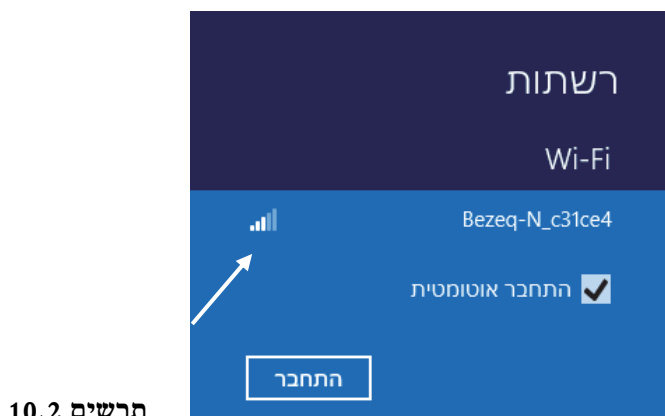 רשתות
Wi-Fi
Bezeq-N_c31ce4
התחבר אוטומטית
התחבר
תרשים 10.2